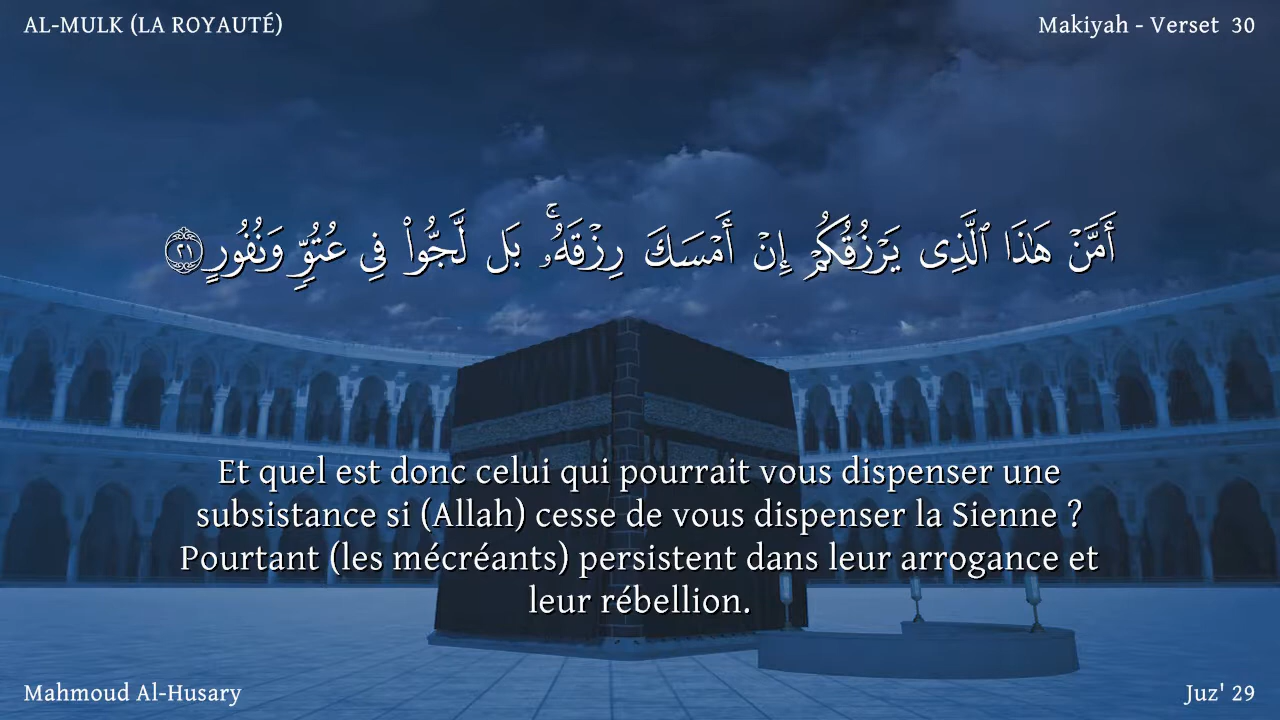 AL-MULK (LA ROYAUTÉ)
Makiyah - Verset 30
أَمَّنْ هَـٰذَا ٱلَّذِى يَرْزُقُكُمْ إِنْ أَمْسَكَ رِزْقَهُۥ ۚ بَل لَّجُّوا۟ فِى عُتُوٍّ وَنُفُورٍ ٢١
Et quel est donc celui qui pourrait vous dispenser une
subsistance si (Allah) cesse de vous dispenser la Sienne ?
Pourtant (les mécréants) persistent dans leur arrogance et
leur rébellion.
Mahmoud Al-Husary
Juz' 29